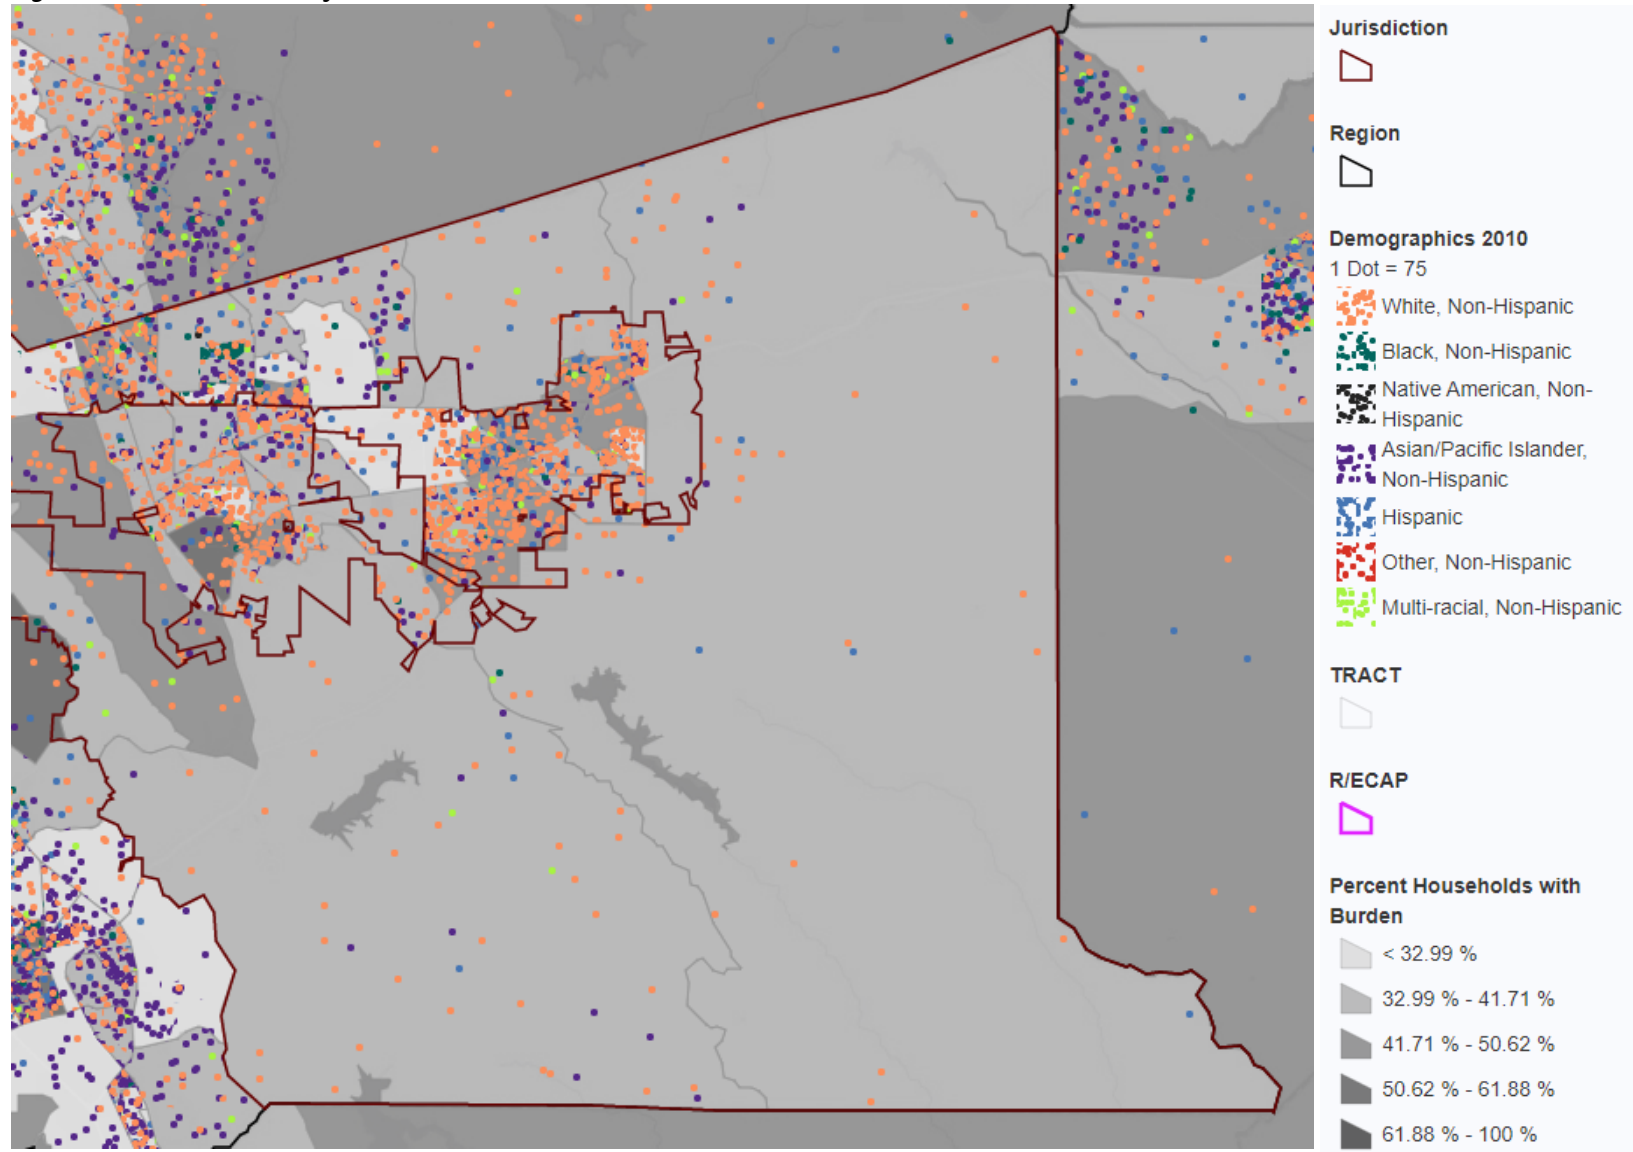 Jurisdiction
Region
Demographics 2010
1 Dot = 75
White, Non-Hispanic
Black, Non-Hispanic
Native American, Non-
Hispanic
Asian/Pacific Islander,
Non-Hispanic
Hispanic
Other, Non-Hispanic
Multi-racial, Non-Hispanic
TRACT
R/ECAP
Percent Households with
Burden
< 32.99 %
32.99 % - 41.71 %
41.71 % - 50.62 %
50.62 % - 61.88 %
61.88 % - 100 %